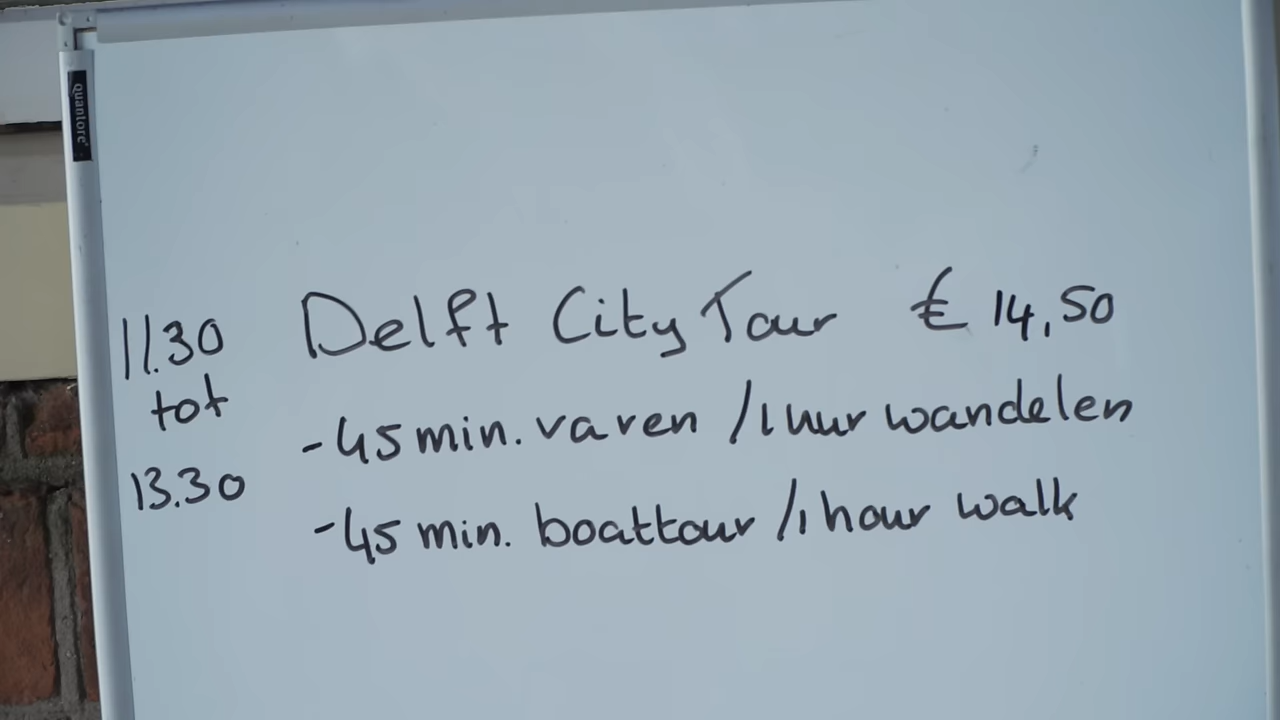 quantore
11.30
tot
13.30
Delft City Tour € 14,50
-45 min. varen /1 uur wandelen
-45 min. boattour /1 hour walk